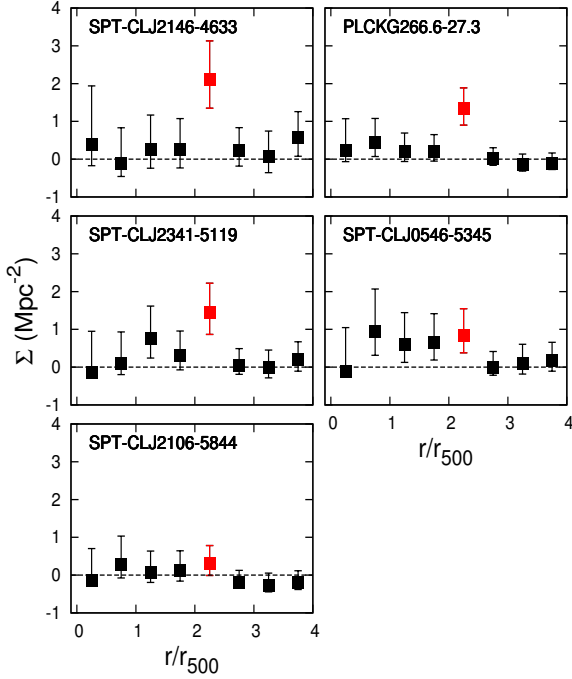 SPT-CLJ2146-4633
PLCKG266.6-27.3
4
3
2
1
0
-1
SPT-CLJ2341-5119
SPT-CLJ0546-5345
4
3
2
1
0
-1
Σ (Mpc⁻²)
0 1 2 3 4
r/r₅₀₀
SPT-CLJ2106-5844
4
3
2
1
0
-1
0 1 2 3 4
r/r₅₀₀